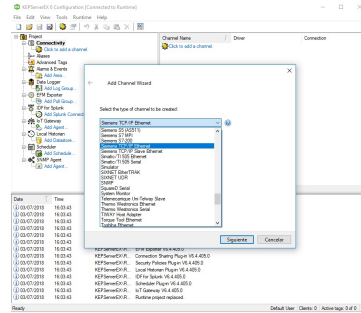 KEPServerEX 6 Configuration [Connected to Runtime]
File Edit View Tools Runtime Help
Project
Connectivity
Click to add a channel
Aliases
Advanced Tags
Alarms & Events
Add Area...
Data Logger
Add Log Group...
EFM Exporter
Add Poll Group...
IDF for Splunk
Add Splunk Connect
IoT Gateway
Add Agent...
Local Historian
Add Datastore...
Scheduler
Add Schedule...
SNMP Agent
Add Agent...
Channel Name / Driver Connection
Click to add a channel.
Add Channel Wizard
Select the type of channel to be created:
Siemens TCP/IP Ethernet
Siemens S5 (AS511)
Siemens S7 MPI
Siemens S7-200
Siemens TCP/IP Ethernet
Siemens TCP/IP Slave Ethernet
Simatic/TI 505 Ethernet
Simatic/TI 505 Serial
Simulator
SIXNET EtherTRAK
SIXNET UDR
SNMP
SquareD Serial
System Monitor
Telemecanique Uni-Telway Slave
Thermo Westronics Ethernet
Thermo Westronics Serial
TIWAY Host Adapter
Torque Tool Ethernet
Toshiba Ethernet
Siguiente Cancelar
Date Time
03/07/2018 16:03:43
03/07/2018 16:03:43
03/07/2018 16:03:43
03/07/2018 16:03:43
03/07/2018 16:03:43
03/07/2018 16:03:43 KEPServerEX\R... EFM Exporter V6.4.405.0
03/07/2018 16:03:43 KEPServerEX\R... Connection Sharing Plug-in V6.4.405.0
03/07/2018 16:03:43 KEPServerEX\R... Security Policies Plug-in V6.4.405.0
03/07/2018 16:03:43 KEPServerEX\R... Local Historian Plug-in V6.4.405.0
03/07/2018 16:03:43 KEPServerEX\R... IDF for Splunk V6.4.405.0
03/07/2018 16:03:43 KEPServerEX\R... Scheduler Plug-in V6.4.405.0
03/07/2018 16:03:43 KEPServerEX\R... IoT Gateway V6.4.405.0
03/07/2018 16:03:43 KEPServerEX\R... Runtime project replaced.
Ready Default User Clients: 0 Active tags: 0 of 0